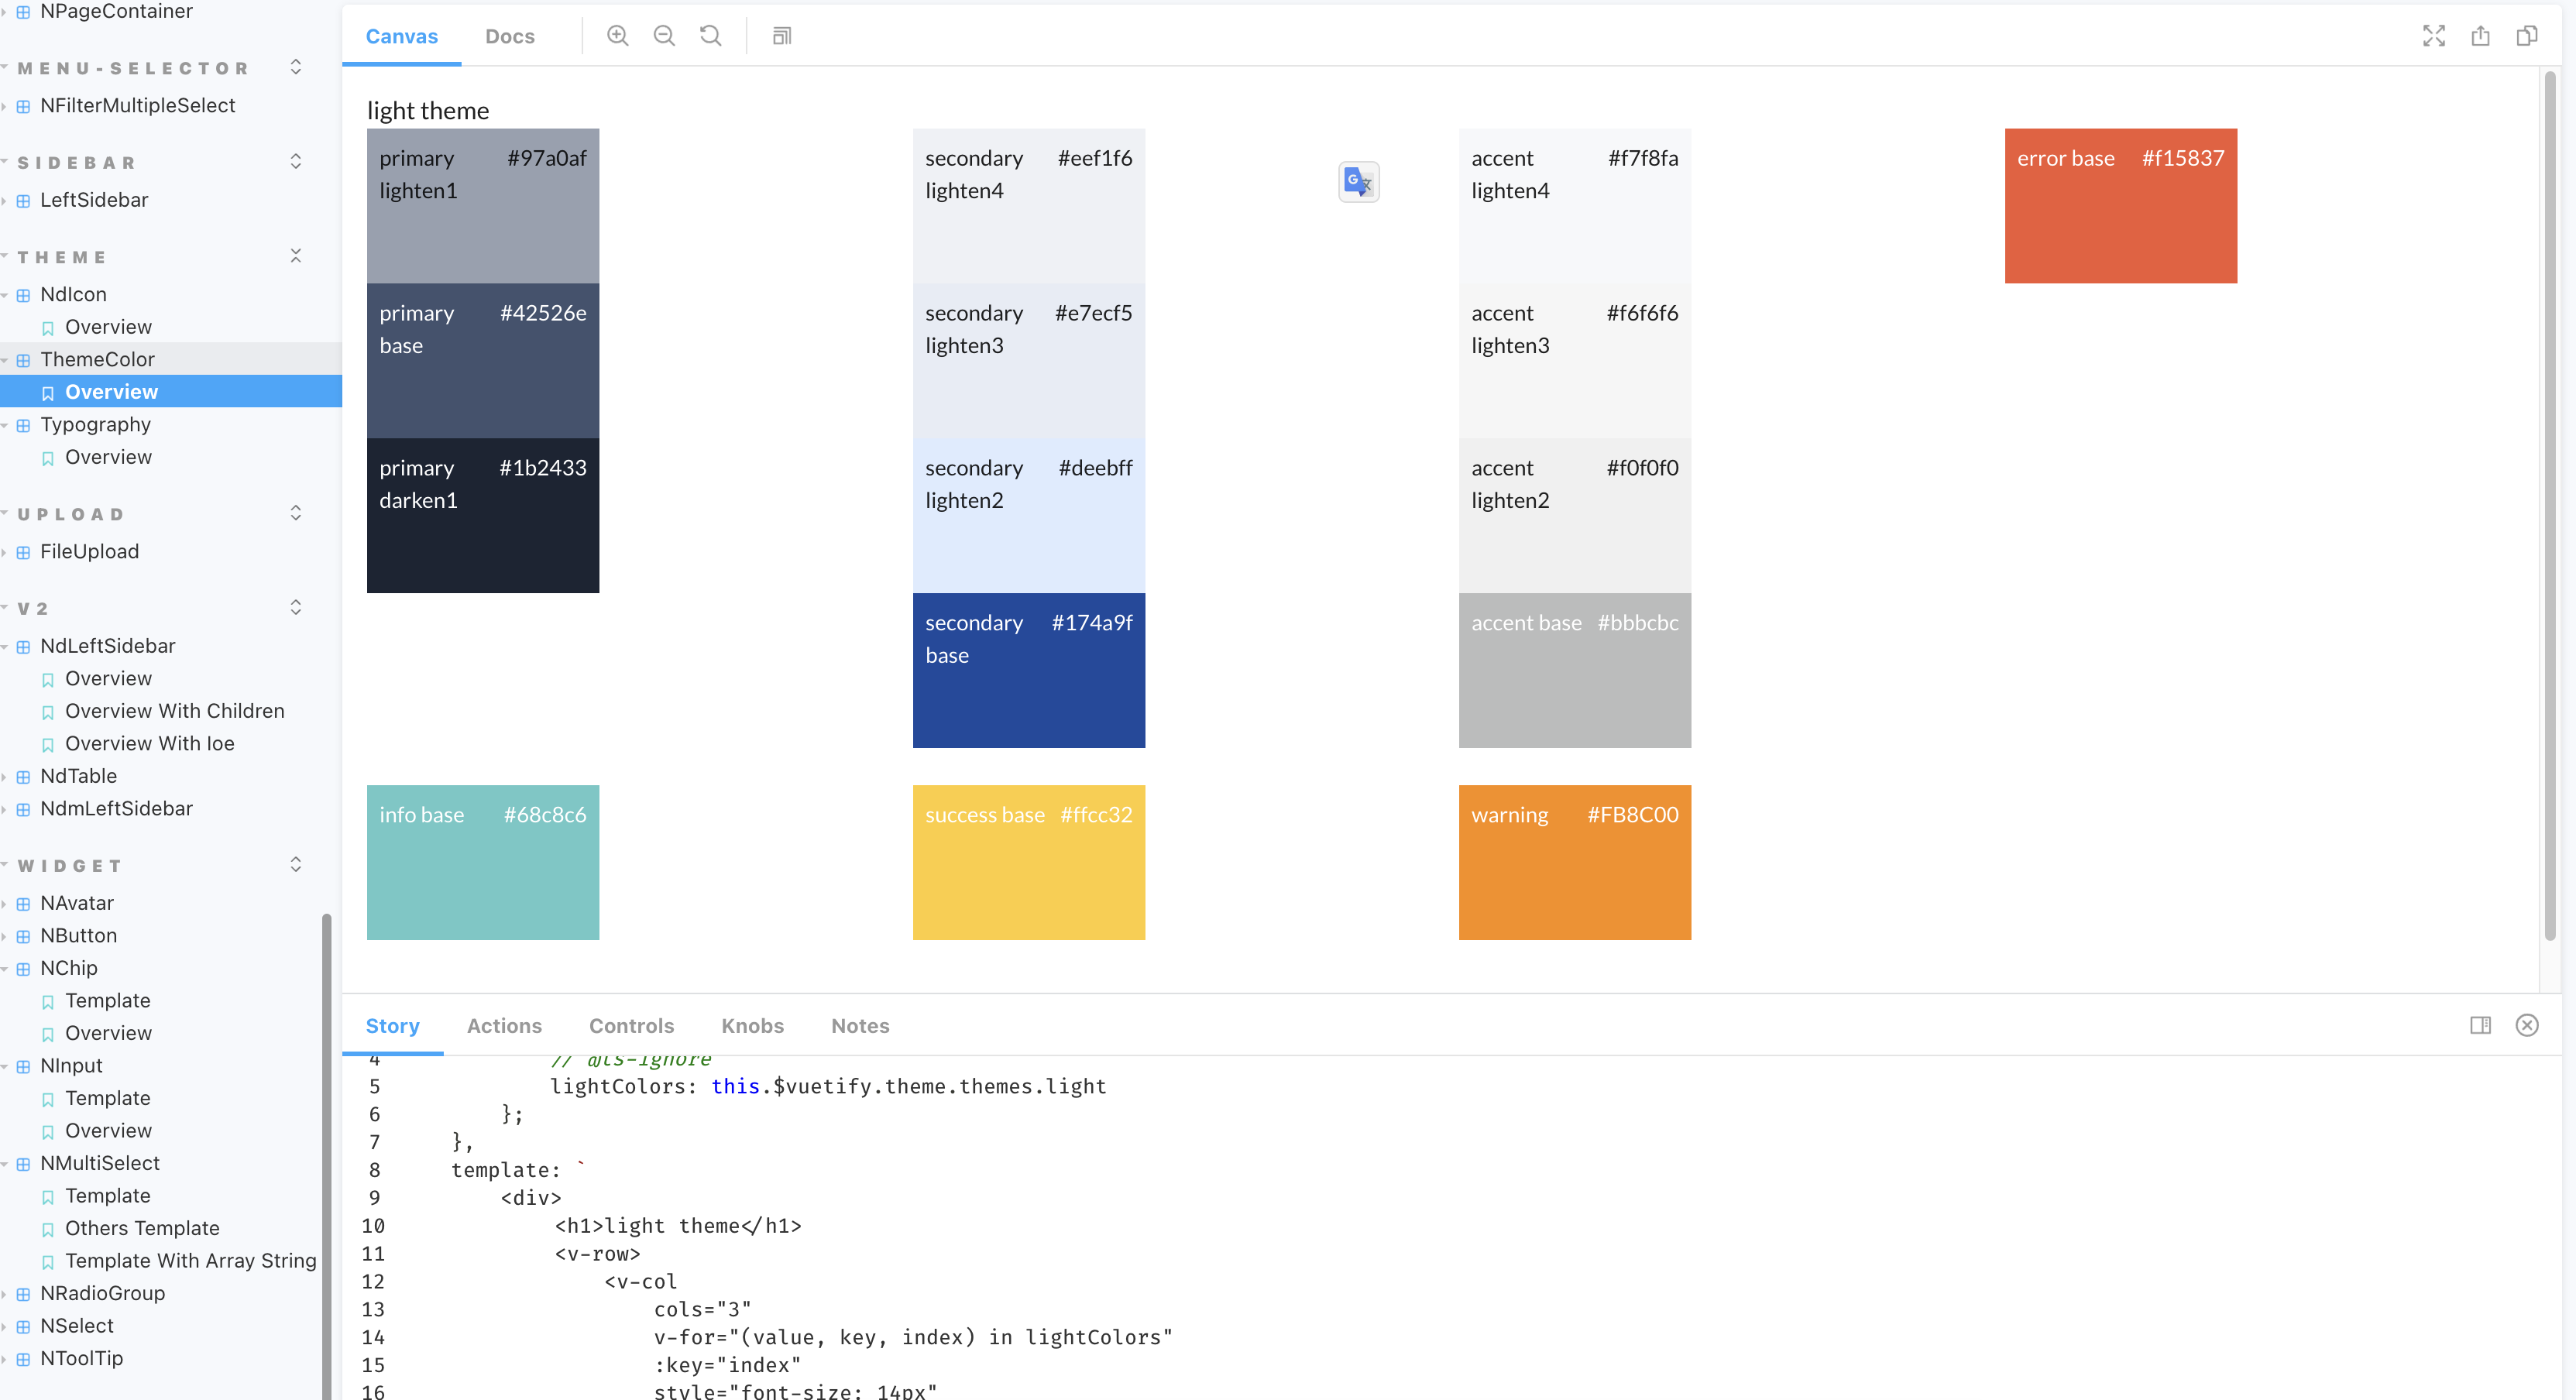 NPageContainer
MENU-SELECTOR
NFilterMultipleSelect
SIDEBAR
LeftSidebar
THEME
NdIcon
Overview
ThemeColor
Overview
Typography
Overview
UPLOAD
FileUpload
V2
NdLeftSidebar
Overview
Overview With Children
Overview With Ioe
NdTable
NdmLeftSidebar
WIDGET
NAvatar
NButton
NChip
Template
Overview
NInput
Template
Overview
NMultiSelect
Template
Others Template
Template With Array String
NRadioGroup
NSelect
NToolTip
Canvas Docs
light theme
primary #97a0af
lighten1
primary #42526e
base
primary #1b2433
darken1
secondary #eef1f6
lighten4
secondary #e7ecf5
lighten3
secondary #deebff
lighten2
secondary #174a9f
base
accent #f7f8fa
lighten4
accent #f6f6f6
lighten3
accent #f0f0f0
lighten2
accent base #bbbcbc
error base #f15837
info base #68c8c6
success base #ffcc32
warning #FB8C00
Story Actions Controls Knobs Notes
4 // @ts-ignore
5 lightColors: this.$vuetify.theme.themes.light
6 };
7 },
8 template: `
9 <div>
10 <h1>light theme</h1>
11 <v-row>
12 <v-col
13 cols="3"
14 v-for="(value, key, index) in lightColors"
15 :key="index"
16 style="font-size: 14px"